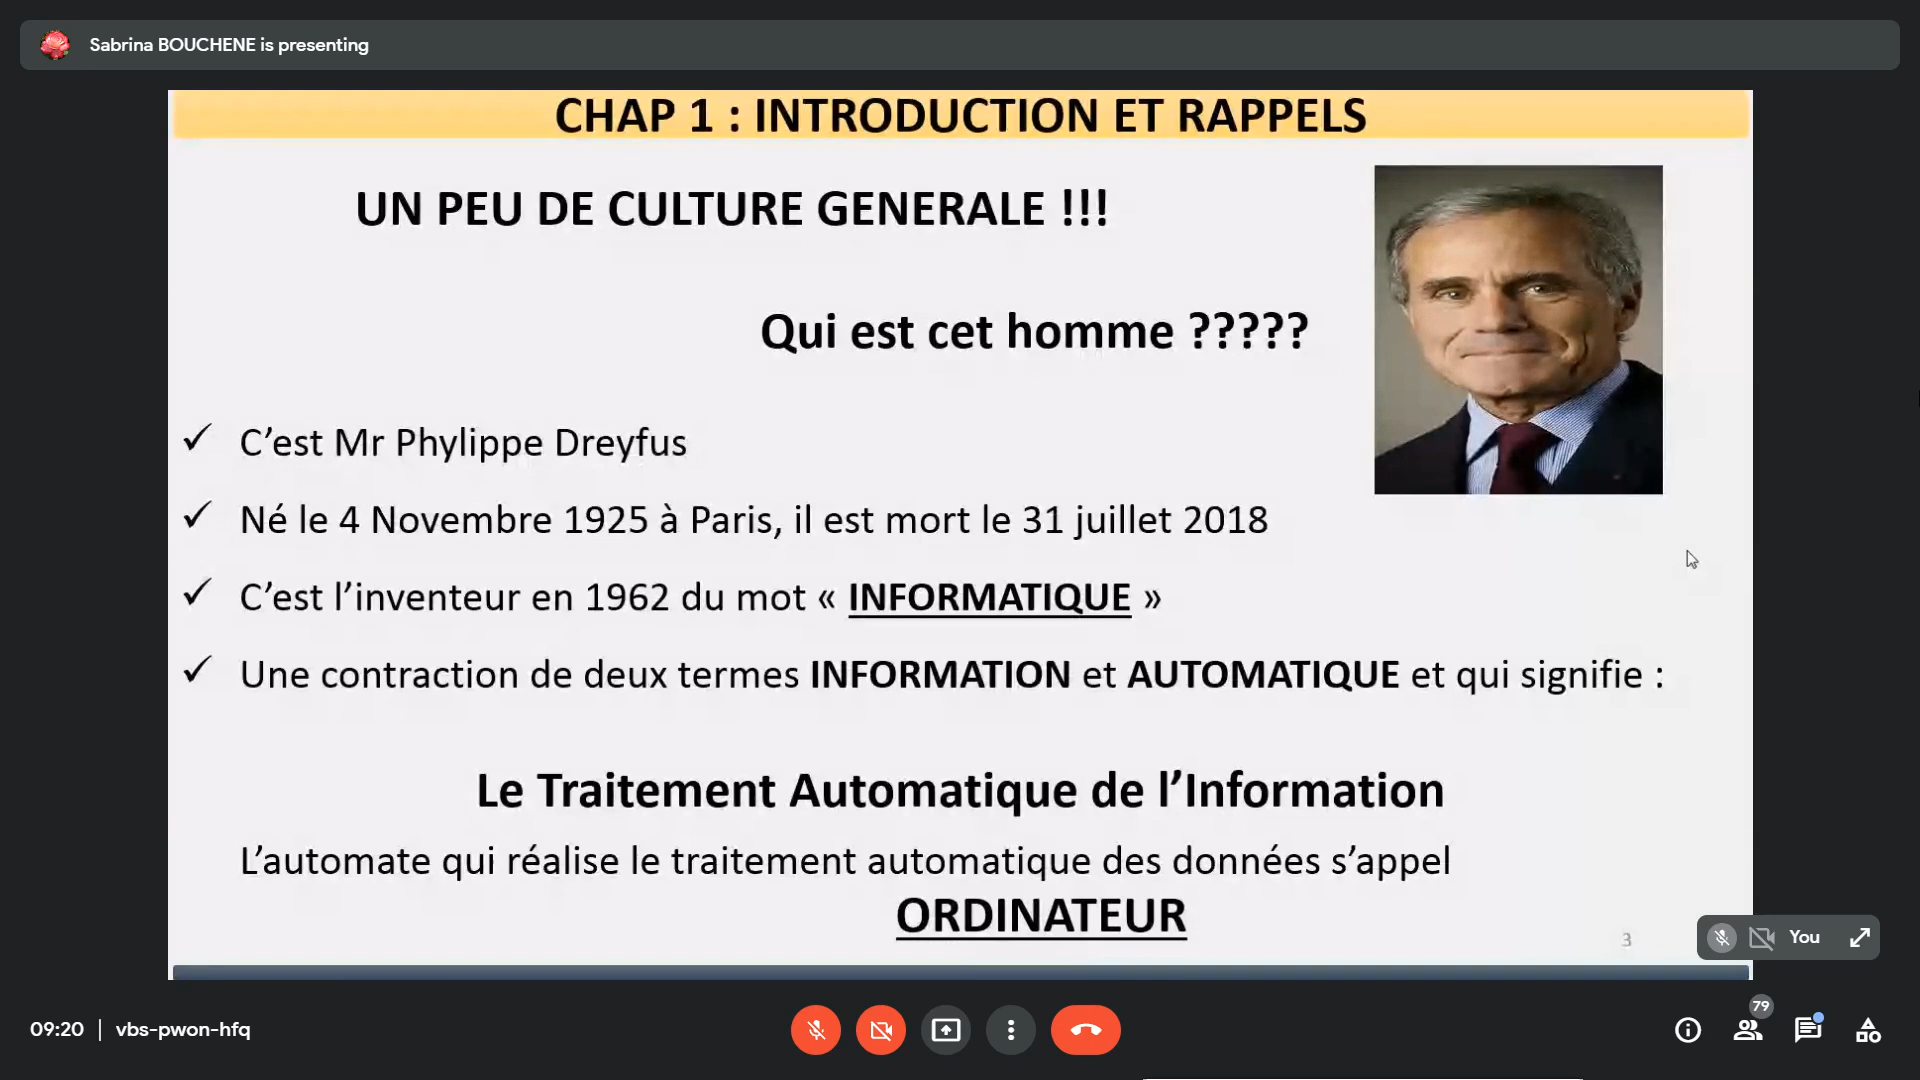 Sabrina BOUCHENE is presenting
CHAP 1 : INTRODUCTION ET RAPPELS
UN PEU DE CULTURE GENERALE !!!
Qui est cet homme ?????
✓ C’est Mr Phylippe Dreyfus
✓ Né le 4 Novembre 1925 à Paris, il est mort le 31 juillet 2018
✓ C’est l’inventeur en 1962 du mot « INFORMATIQUE »
✓ Une contraction de deux termes INFORMATION et AUTOMATIQUE et qui signifie :
Le Traitement Automatique de l’Information
L’automate qui réalise le traitement automatique des données s’appel
ORDINATEUR
3
You
09:20 | vbs-pwon-hfq
79